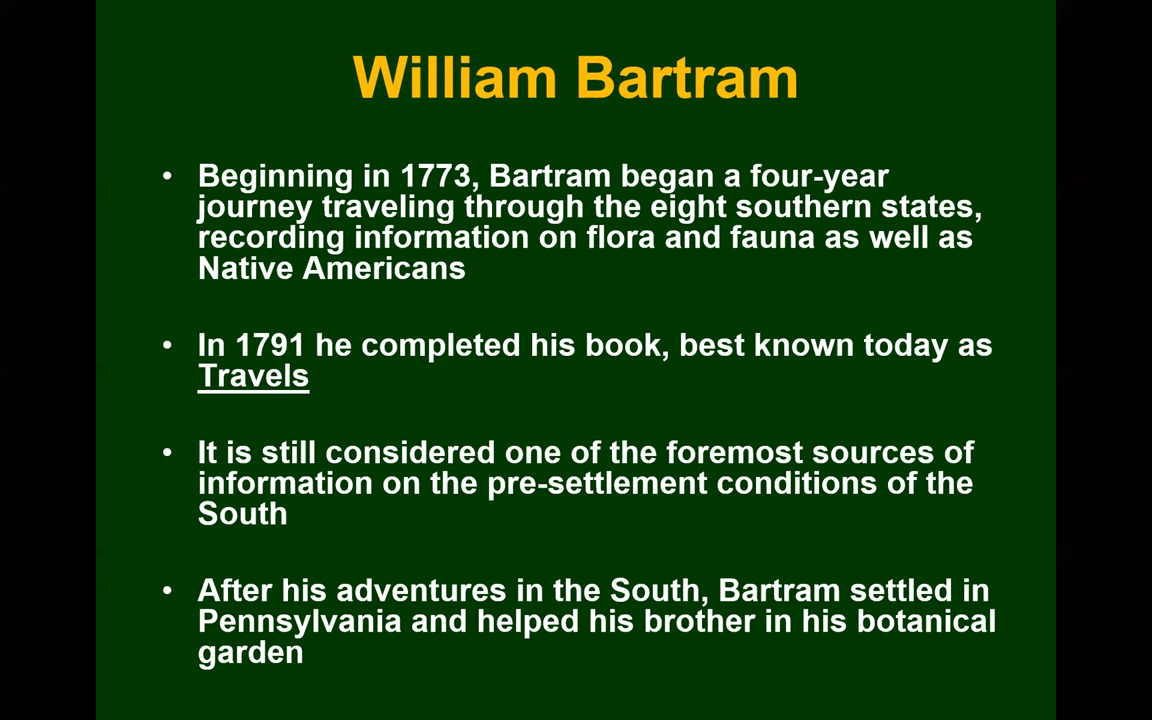 William Bartram
• Beginning in 1773, Bartram began a four-year
journey traveling through the eight southern states,
recording information on flora and fauna as well as
Native Americans
• In 1791 he completed his book, best known today as
Travels
• It is still considered one of the foremost sources of
information on the pre-settlement conditions of the
South
• After his adventures in the South, Bartram settled in
Pennsylvania and helped his brother in his botanical
garden